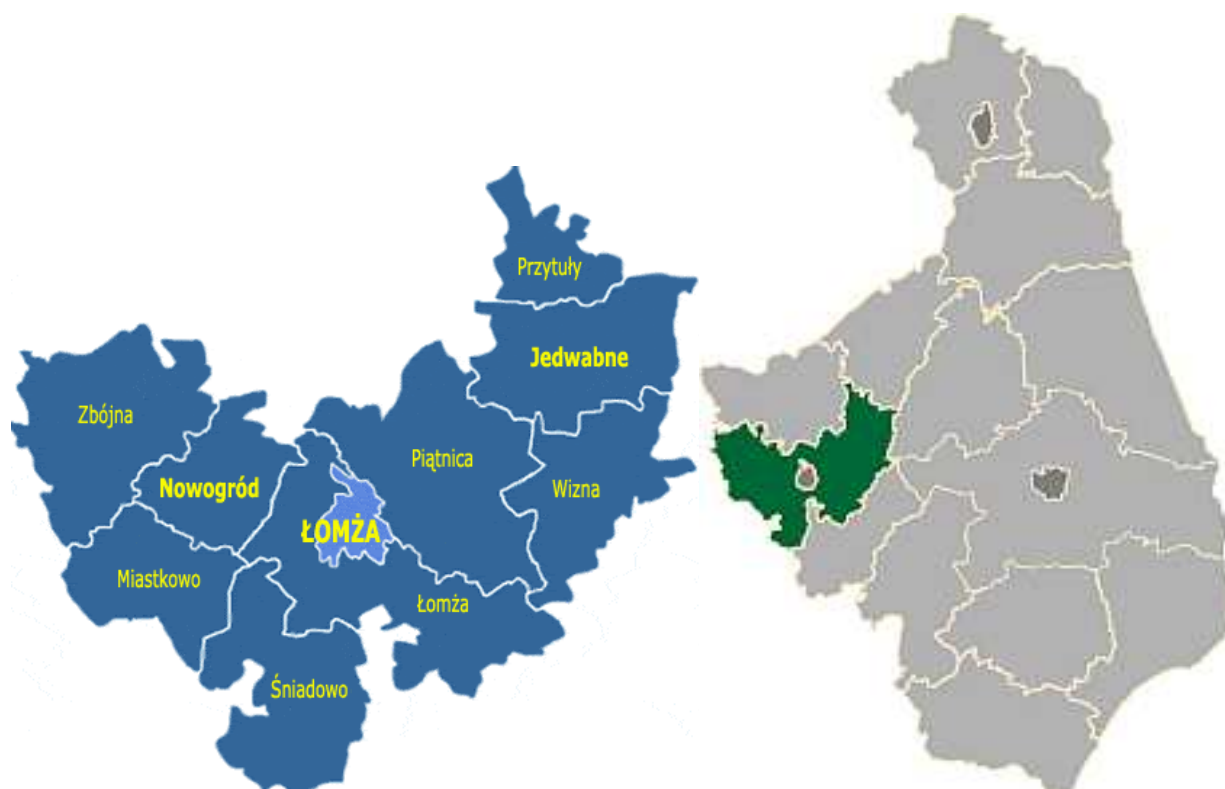 Przytuły
Jedwabne
Zbójna
Piątnica
Nowogród
Wizna
ŁOMŻA
Miastkowo
Łomża
Śniadowo